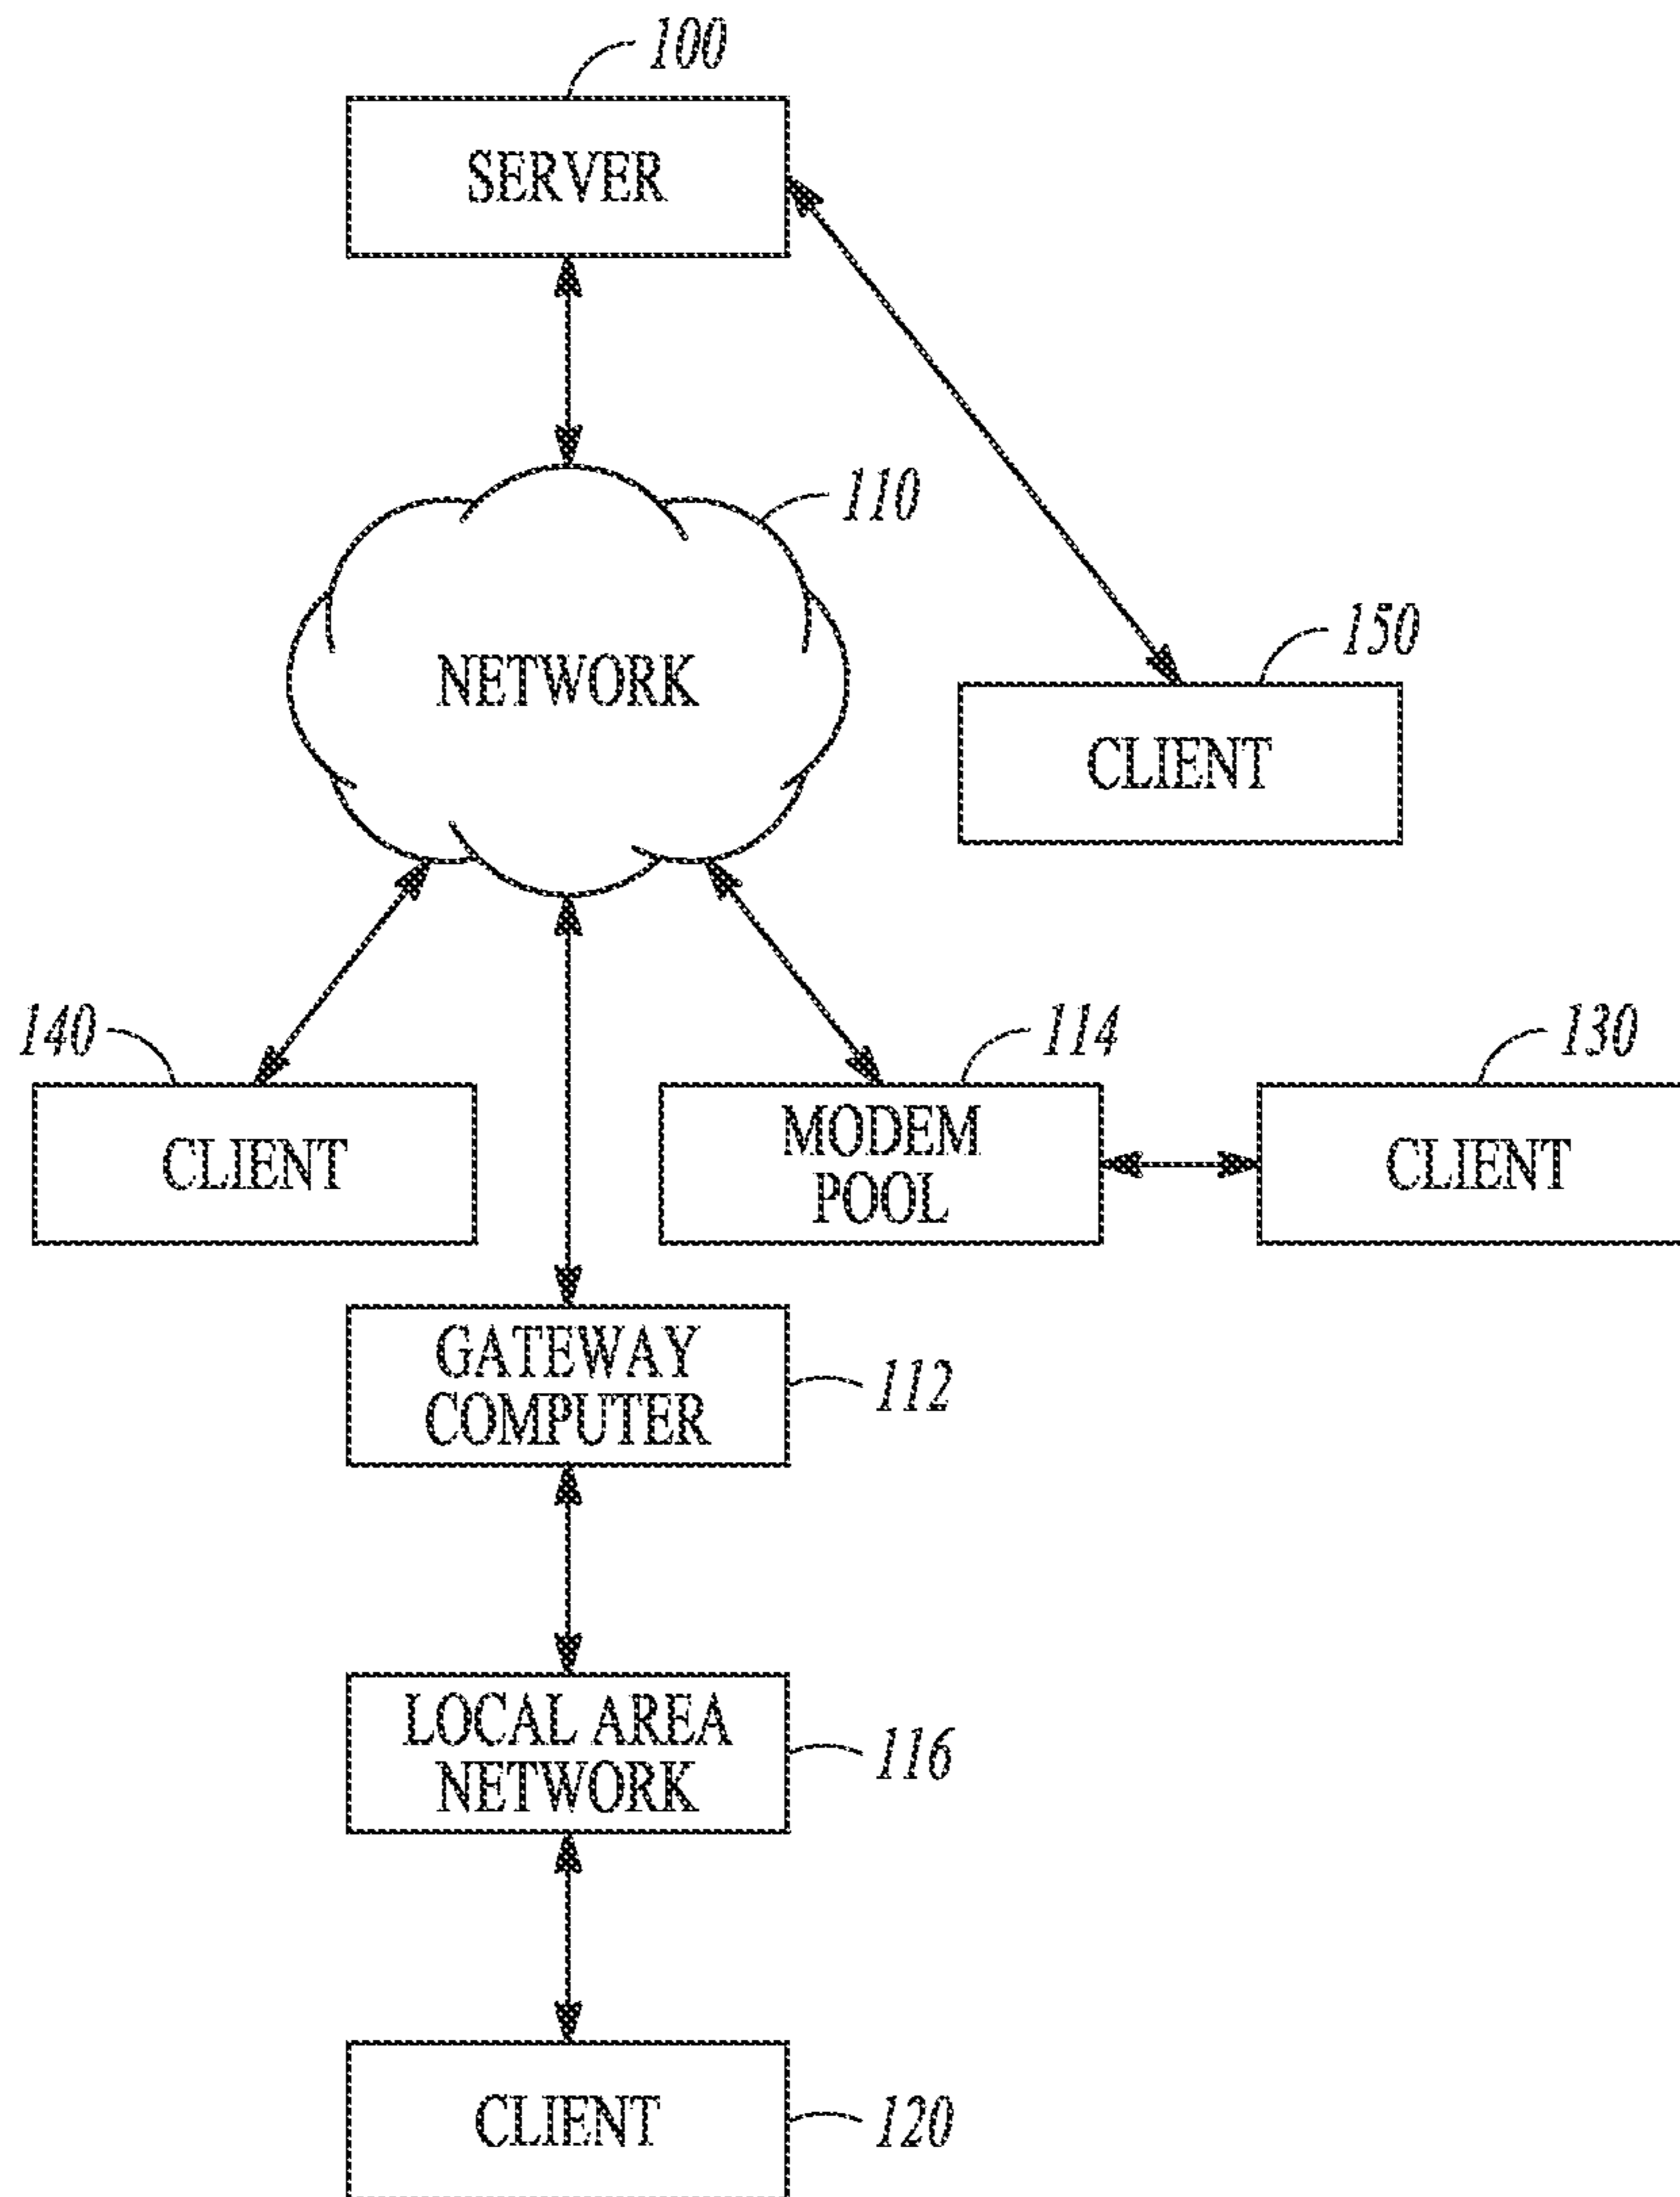 100
SERVER
110
NETWORK
150
CLIENT
140
114
130
CLIENT
MODEM
POOL
CLIENT
GATEWAY
COMPUTER
112
LOCAL AREA
NETWORK
116
CLIENT
120